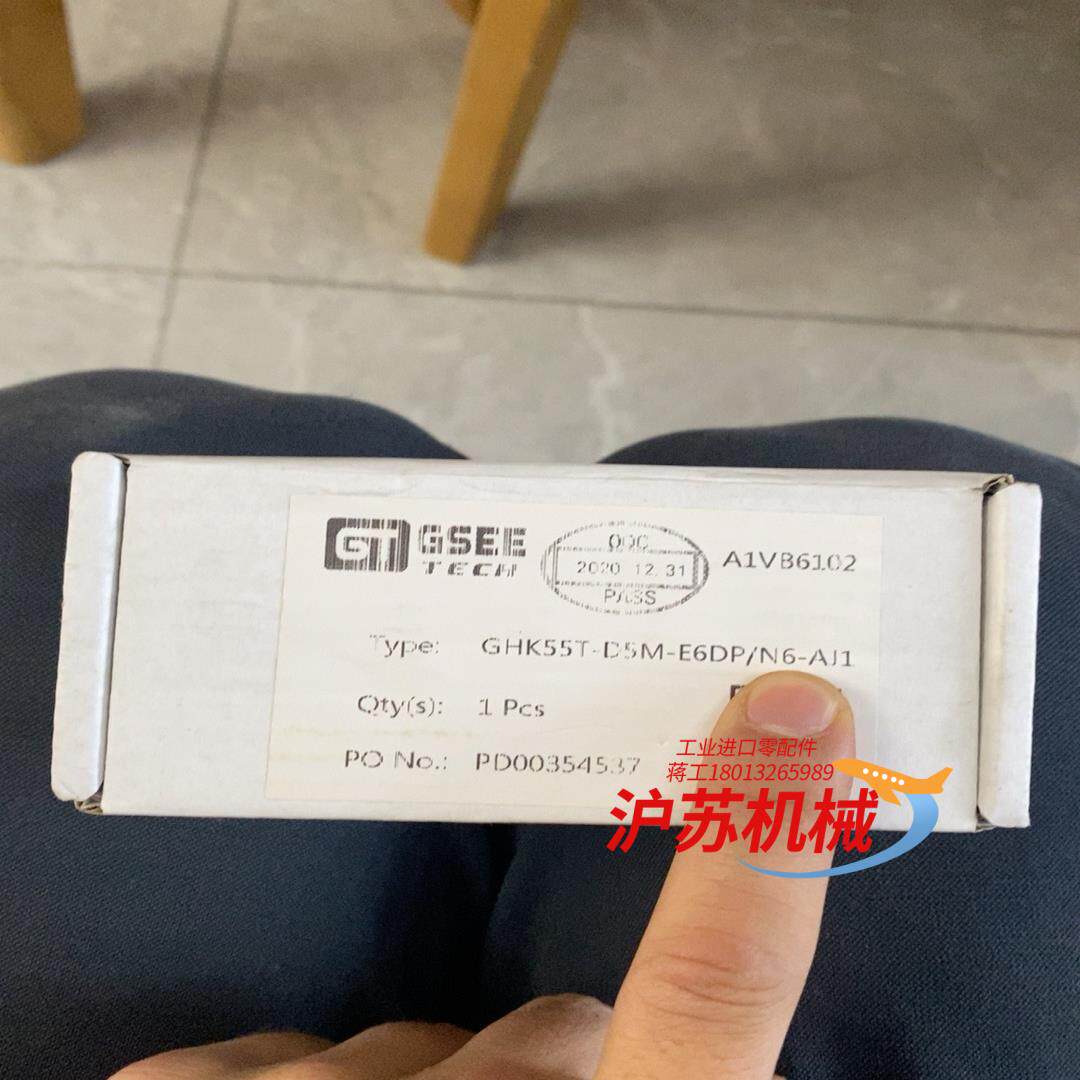 GT GSEE
TECH
OQC
2020 12. 31
PASS
A1VB6102
Type: GHK55T-D5M-E6DP/N6-AJ1
Qty(s): 1 Pcs
PO No.: PD00354537
工业进口零配件
蒋工18013265989
沪苏机械